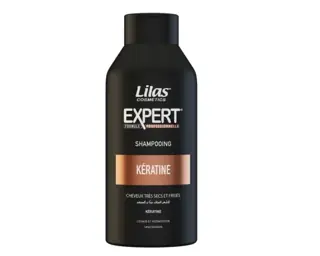 Lilas
COSMETICS
EXPERT
FORMULE PROFESSIONNELLE
SHAMPOOING
KÉRATINE
CHEVEUX TRÈS SECS ET FRISÉS
KÉRATINE